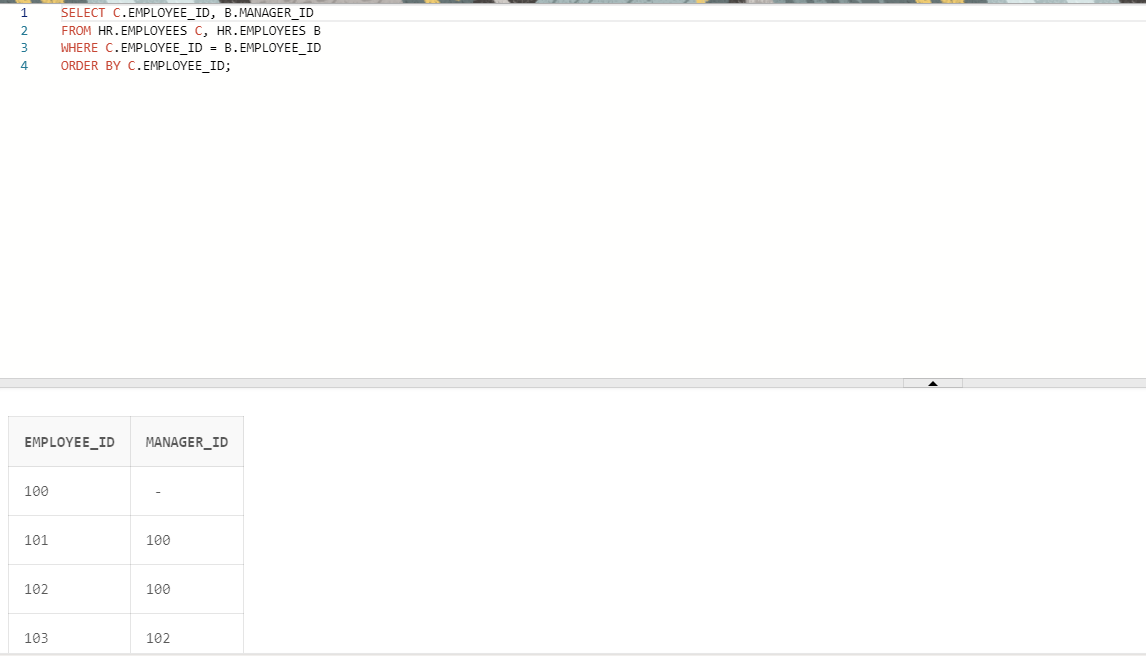 1 SELECT C.EMPLOYEE_ID, B.MANAGER_ID
2 FROM HR.EMPLOYEES C, HR.EMPLOYEES B
3 WHERE C.EMPLOYEE_ID = B.EMPLOYEE_ID
4 ORDER BY C.EMPLOYEE_ID;
EMPLOYEE_ID MANAGER_ID
100 -
101 100
102 100
103 102